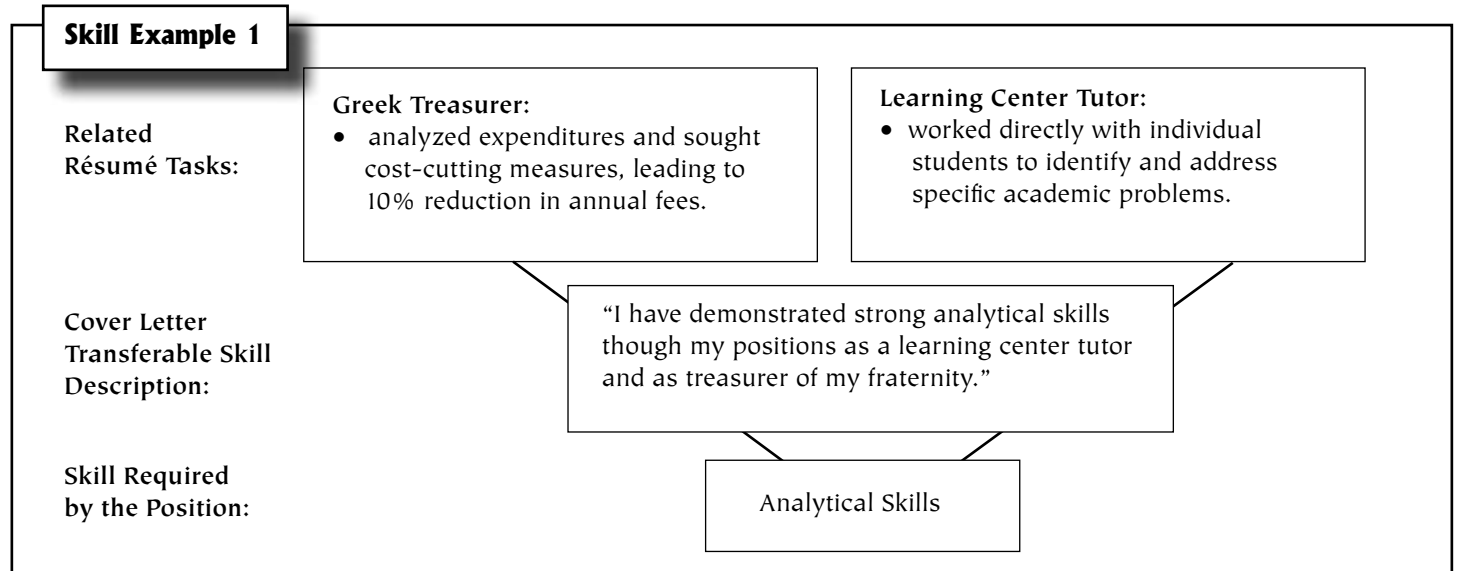 Skill Example 1
Related
Résumé Tasks:
Greek Treasurer:
• analyzed expenditures and sought
cost-cutting measures, leading to
10% reduction in annual fees.
Learning Center Tutor:
• worked directly with individual
students to identify and address
specific academic problems.
Cover Letter
Transferable Skill
Description:
“I have demonstrated strong analytical skills
though my positions as a learning center tutor
and as treasurer of my fraternity.”
Skill Required
by the Position:
Analytical Skills